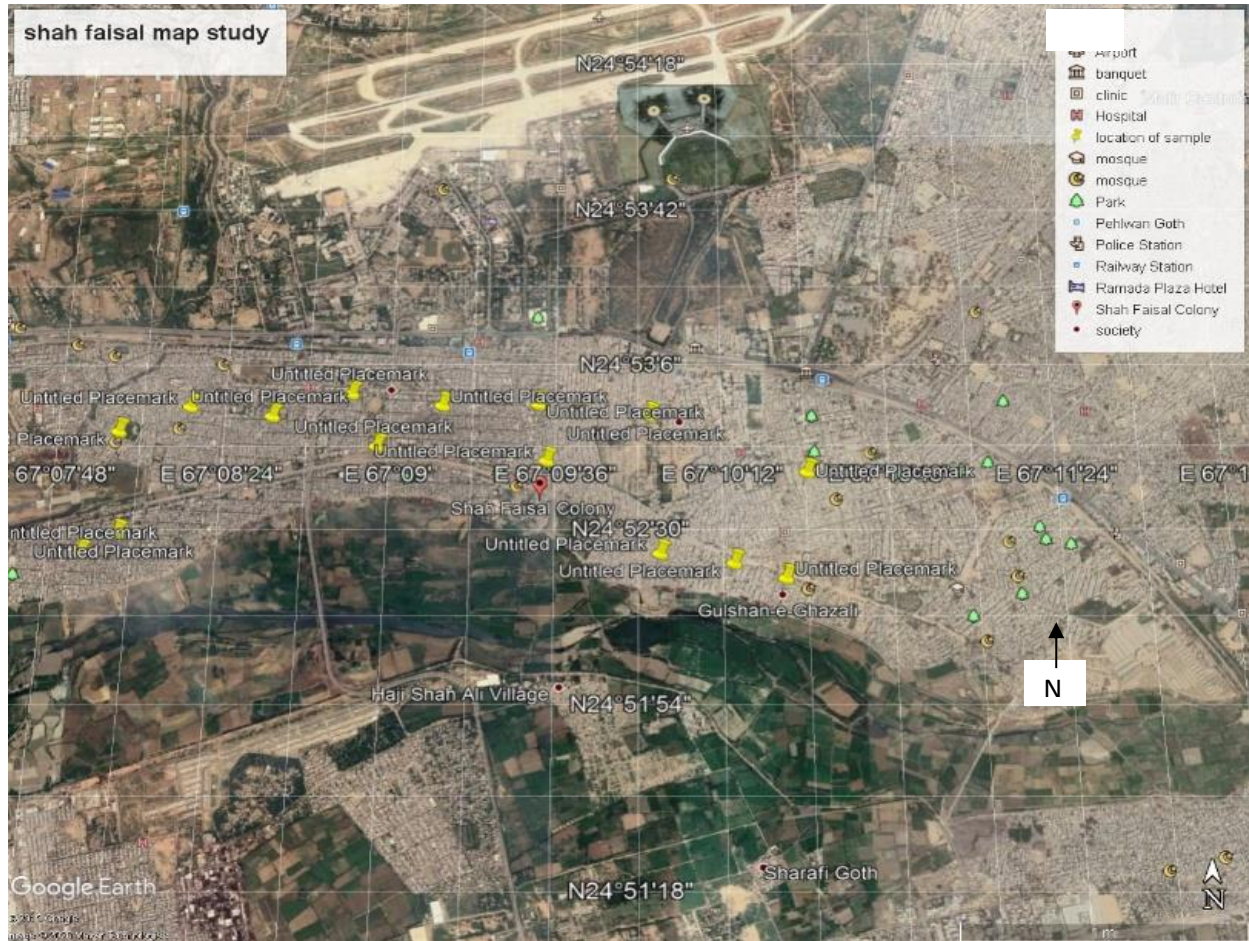 shah faisal map study
Airport
banquet
clinic
Hospital
location of sample
mosque
mosque
Park
Pehlwan Goth
Police Station
Railway Station
Ramada Plaza Hotel
Shah Faisal Colony
society
N24°54'18"
N24°53'42"
N24°53'6"
Untitled Placemark
Untitled Placemark
Untitled Placemark
Untitled Placemark
Untitled Placemark
Untitled Placemark
Untitled Placemark
Placemark
Untitled Placemark
67°07'48"
E 67°08'24"
E 67°09'
E 67°09'36"
E 67°10'12"
Untitled Placemark
E 67°11'24"
E 67°1
Shah Faisal Colony
N24°52'30"
ntitled Placemark
Untitled Placemark
Untitled Placemark
Untitled Placemark
Untitled Placemark
Gulshan-e-Ghazali
N
Haji Shah Ali Village
N24°51'54"
Sharafi Goth
Google Earth
N24°51'18"
N